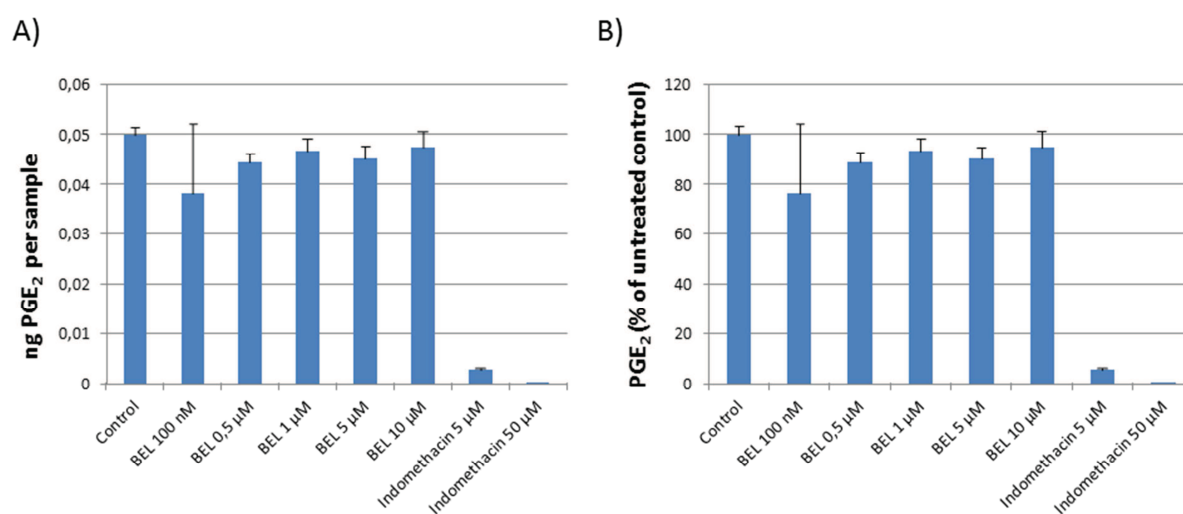 A)
ng PGE₂ per sample
0,06
0,05
0,04
0,03
0,02
0,01
0
Control
BEL 100 nM
BEL 0,5 µM
BEL 1 µM
BEL 5 µM
BEL 10 µM
Indomethacin 5 µM
Indomethacin 50 µM
B)
PGE₂ (% of untreated control)
120
100
80
60
40
20
0
Control
BEL 100 nM
BEL 0,5 µM
BEL 1 µM
BEL 5 µM
BEL 10 µM
Indomethacin 5 µM
Indomethacin 50 µM